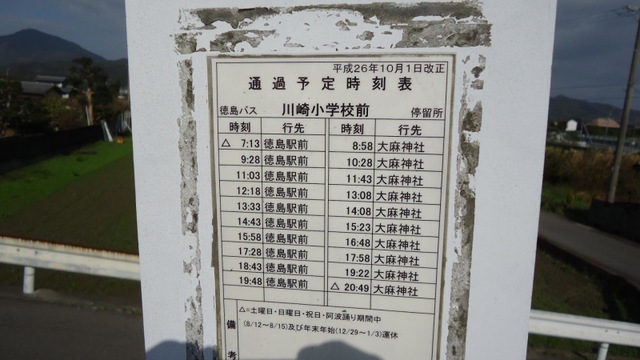 平成26年10月1日改正
通過予定時刻表
徳島バス 川崎小学校前 停留所
時刻 行先 時刻 行先
△ 7:13 徳島駅前 8:58 大麻神社
9:28 徳島駅前 10:28 大麻神社
11:03 徳島駅前 11:43 大麻神社
12:18 徳島駅前 13:08 大麻神社
13:33 徳島駅前 14:08 大麻神社
14:43 徳島駅前 15:23 大麻神社
15:58 徳島駅前 16:48 大麻神社
17:28 徳島駅前 17:58 大麻神社
18:43 徳島駅前 19:22 大麻神社
19:48 徳島駅前 △ 20:49 大麻神社
備考
△=土曜日・日曜日・祝日・阿波踊り期間中
(8/12~8/15)及び年末年始(12/29~1/3)運休